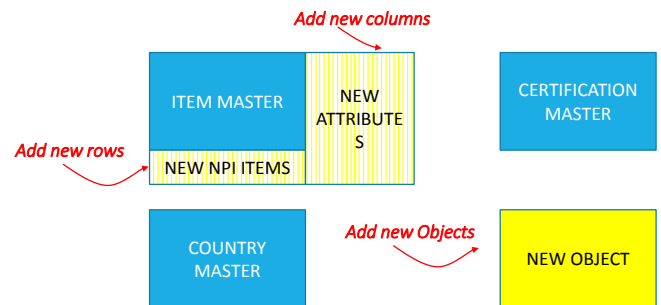 Add new columns
ITEM MASTER
NEW
ATTRIBUTE
S
CERTIFICATION
MASTER
Add new rows
NEW NPI ITEMS
COUNTRY
MASTER
Add new Objects
NEW OBJECT